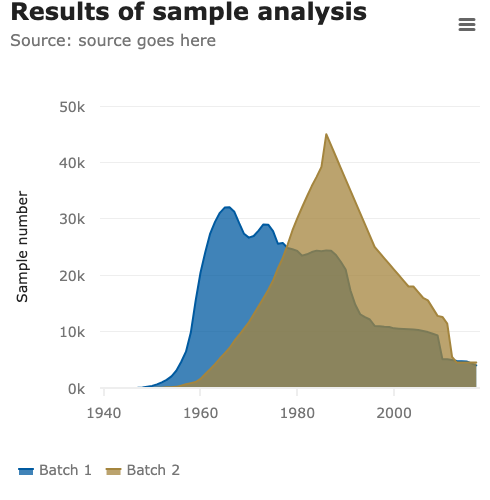 Results of sample analysis
Source: source goes here
Sample number
50k
40k
30k
20k
10k
0k
1940 1960 1980 2000
Batch 1 Batch 2